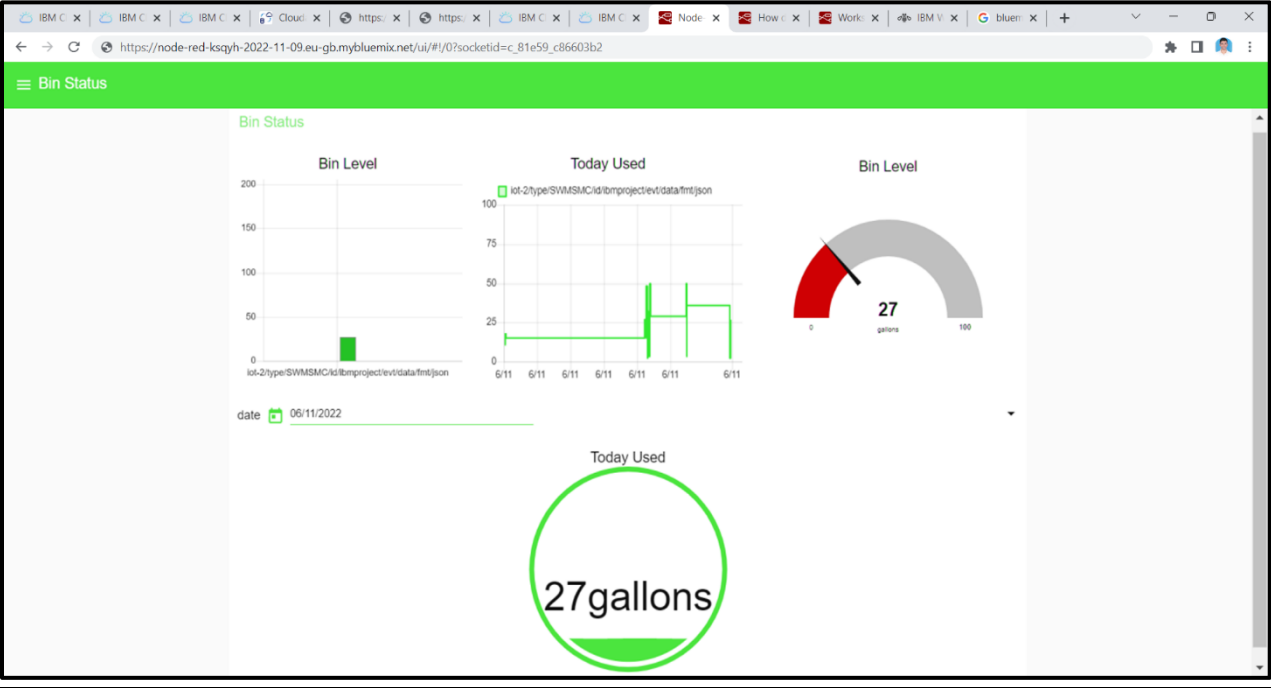 IBM C
IBM C
IBM C
Cloud
https:
https:
IBM C
IBM C
Node-
How c
Work
IBM W
bluem
https://node-red-ksqyh-2022-11-09.eu-gb.mybluemix.net/ui/#!/0?socketid=c_81e59_c86603b2
Bin Status
Bin Status
Bin Level
200
150
100
50
0
iot-2/type/SWMSMC/id/ibmproject/evt/data/fmt/json
Today Used
iot-2/type/SWMSMC/id/ibmproject/evt/data/fmt/json
100
75
50
25
0
6/11 6/11 6/11 6/11 6/11 6/11 6/11
Bin Level
27
gallons
0 100
date 06/11/2022
Today Used
27gallons